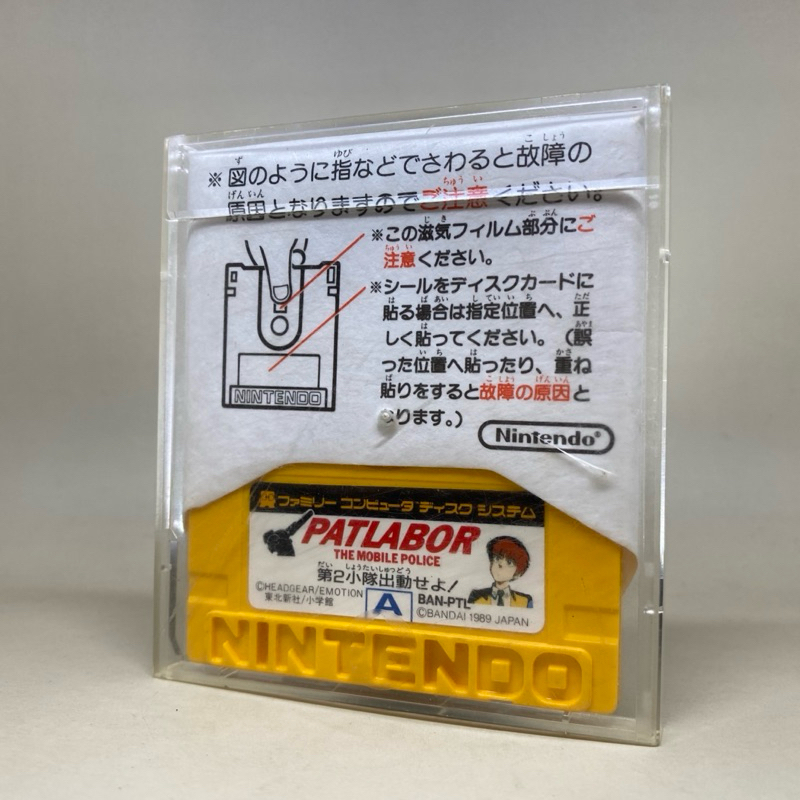 ※図のように指などでさわると故障の
原因となりますのでご注意ください。
※この滋気フィルム部分にご
注意ください。
※シールをディスクカードに
貼る場合は指定位置へ、正
しく貼ってください。（誤
った位置へ貼ったり、重ね
貼りをすると故障の原因と
なります。）
NINTENDO
Nintendo®
ファミリー コンピュータ ディスク システム
PATLABOR
THE MOBILE POLICE
第2小隊出動せよ!
©HEADGEAR/EMOTION
東北新社/小学館
A
BAN-PTL
©BANDAI 1989 JAPAN
NINTENDO